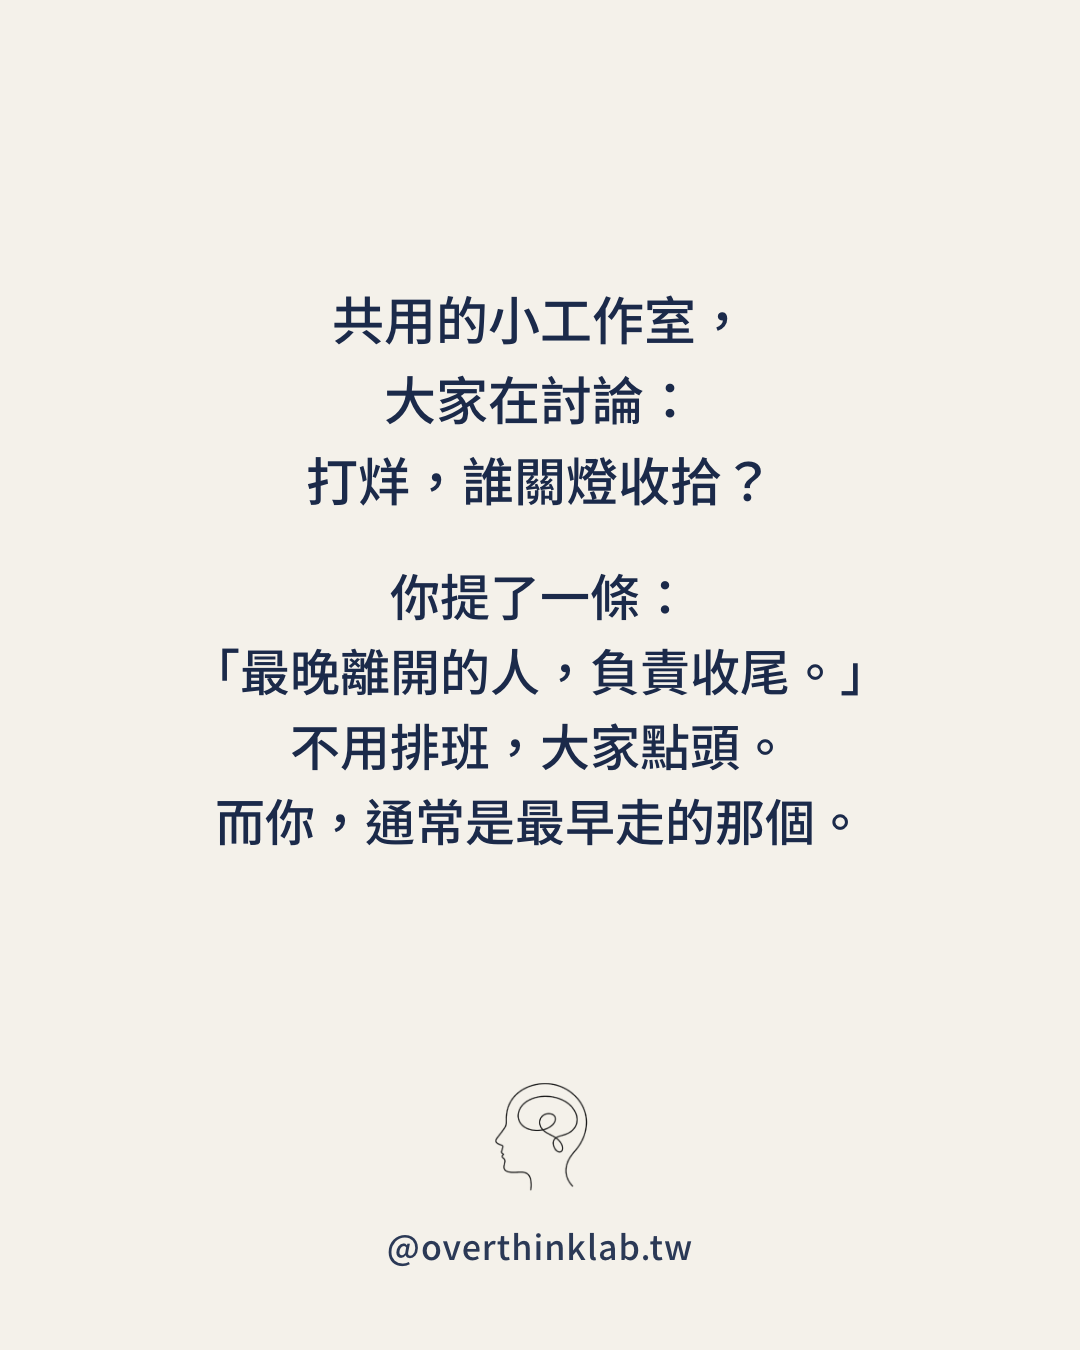 共用的小工作室，
大家在討論：
打烊，誰關燈收拾？
你提了一條：
「最晚離開的人，負責收尾。」
不用排班，大家點頭。
而你，通常是最早走的那個。
@overthinklab.tw